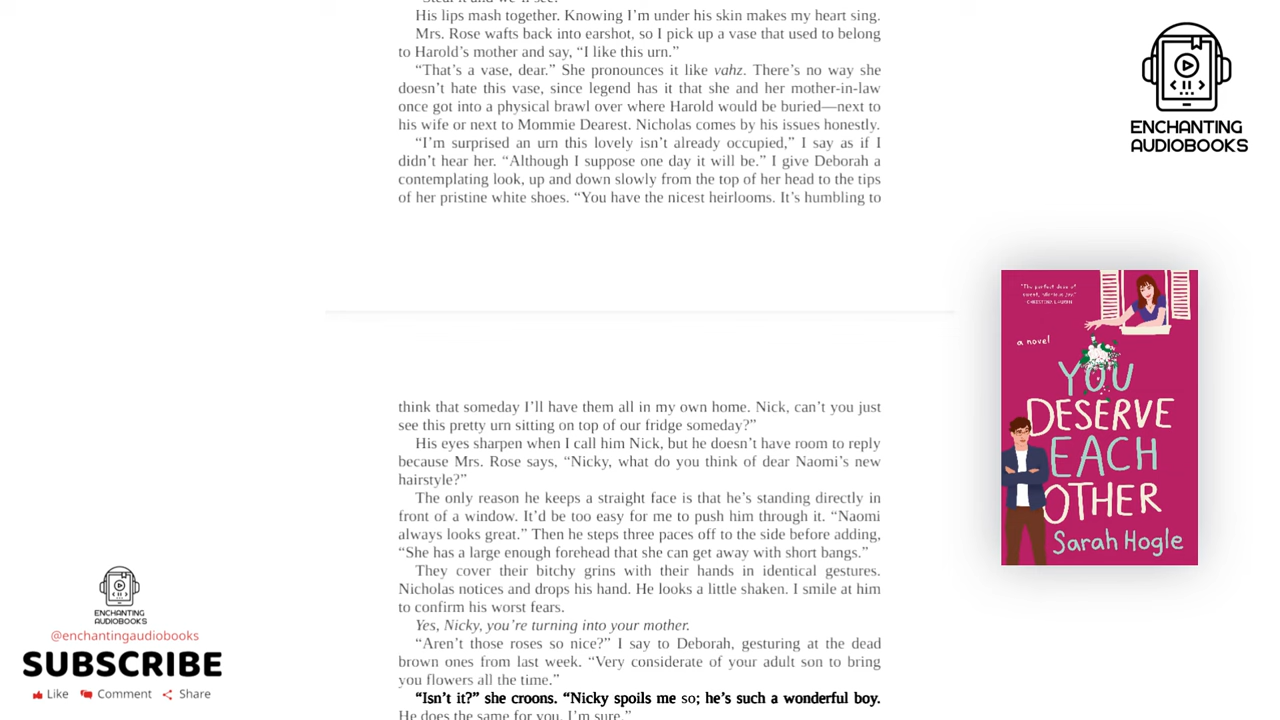 His lips mash together. Knowing I’m under his skin makes my heart sing.
Mrs. Rose wafts back into earshot, so I pick up a vase that used to belong
to Harold’s mother and say, “I like this urn.”
“That’s a vase, dear.” She pronounces it like vahz. There’s no way she
doesn’t hate this vase, since legend has it that she and her mother-in-law
once got into a physical brawl over where Harold would be buried—next to
his wife or next to Mommie Dearest. Nicholas comes by his issues honestly.
“I’m surprised an urn this lovely isn’t already occupied,” I say as if I
didn’t hear her. “Although I suppose one day it will be.” I give Deborah a
contemplating look, up and down slowly from the top of her head to the tips
of her pristine white shoes. “You have the nicest heirlooms. It’s humbling to
think that someday I’ll have them all in my own home. Nick, can’t you just
see this pretty urn sitting on top of our fridge someday?”
His eyes sharpen when I call him Nick, but he doesn’t have room to reply
because Mrs. Rose says, “Nicky, what do you think of dear Naomi’s new
hairstyle?”
The only reason he keeps a straight face is that he’s standing directly in
front of a window. It’d be too easy for me to push him through it. “Naomi
always looks great.” Then he steps three paces off to the side before adding,
“She has a large enough forehead that she can get away with short bangs.”
They cover their bitchy grins with their hands in identical gestures.
Nicholas notices and drops his hand. He looks a little shaken. I smile at him
to confirm his worst fears.
Yes, Nicky, you’re turning into your mother.
“Aren’t those roses so nice?” I say to Deborah, gesturing at the dead
brown ones from last week. “Very considerate of your adult son to bring
you flowers all the time.”
“Isn’t it?” she croons. “Nicky spoils me so; he’s such a wonderful boy.
He does the same for you, I’m sure.”
ENCHANTING
AUDIOBOOKS
"The perfect dose of
CHRISTINA LAUREN
a novel
YOU
DESERVE
EACH
OTHER
Sarah Hogle
ENCHANTING
AUDIOBOOKS
@enchantingaudiobooks
SUBSCRIBE
Like Comment Share